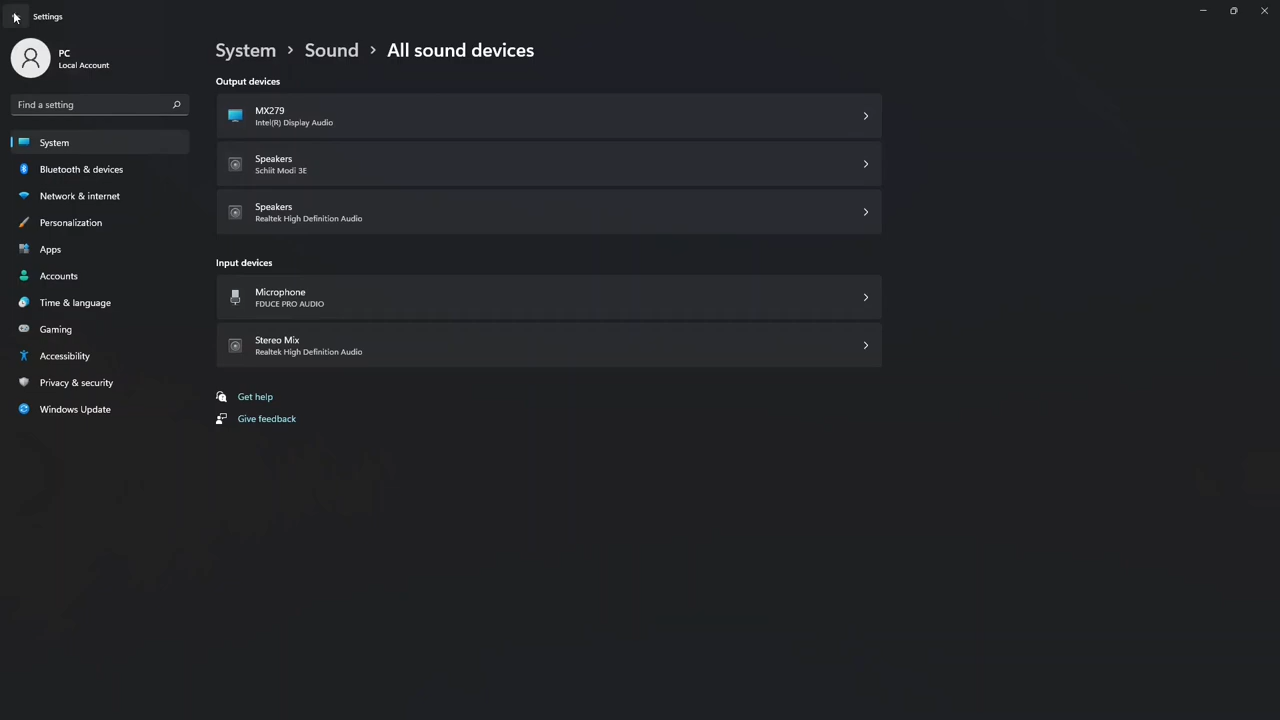 Settings
PC
Local Account
Find a setting
System
Bluetooth & devices
Network & internet
Personalization
Apps
Accounts
Time & language
Gaming
Accessibility
Privacy & security
Windows Update
System > Sound > All sound devices
Output devices
MX279
Intel(R) Display Audio
Speakers
Schiit Modi 3E
Speakers
Realtek High Definition Audio
Input devices
Microphone
FDUCE PRO AUDIO
Stereo Mix
Realtek High Definition Audio
Get help
Give feedback